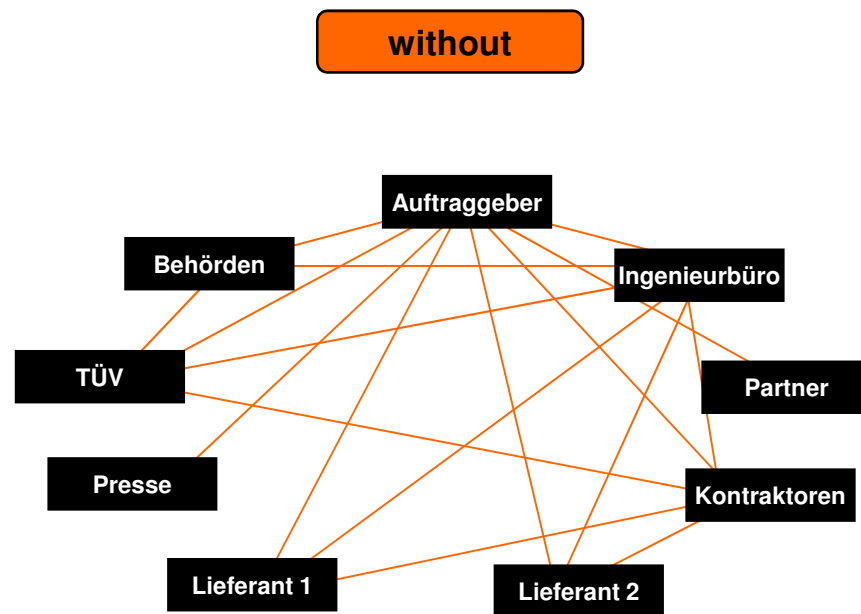 without
Auftraggeber
Behörden
Ingenieurbüro
TÜV
Partner
Presse
Kontraktoren
Lieferant 1
Lieferant 2